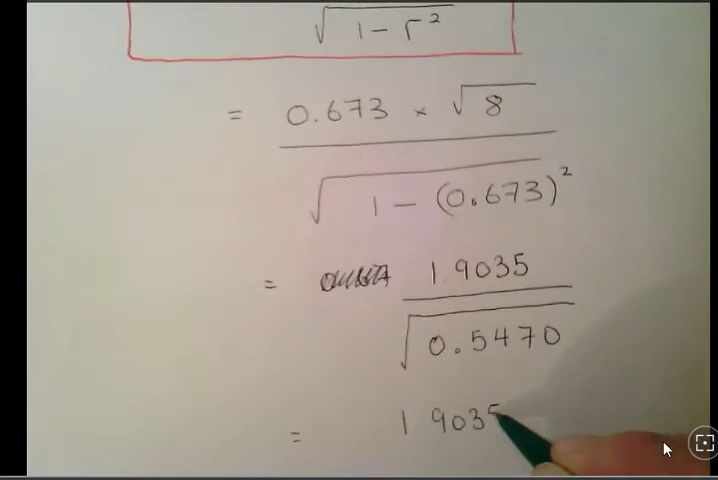 √1 - r²
= 0.673 × √8
√1 - (0.673)²
= 1.9035
√0.5470
= 1 9035